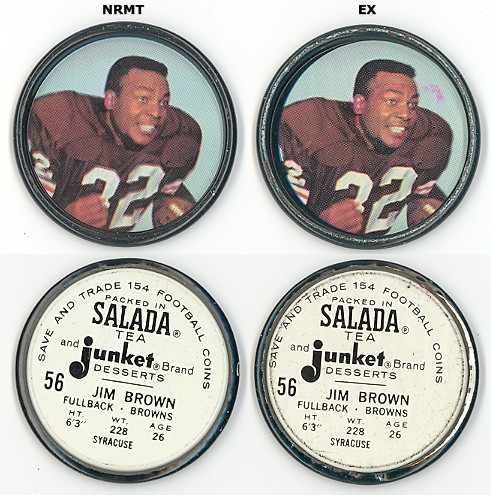 NRMT
EX
32
32
SAVE AND TRADE 154 FOOTBALL COINS
PACKED IN
SALADA®
TEA
and Junket® Brand
DESSERTS
56
JIM BROWN
FULLBACK · BROWNS
HT. WT. AGE
6'3" 228 26
SYRACUSE
SAVE AND TRADE 154 FOOTBALL COINS
PACKED IN
SALADA®
TEA
and Junket® Brand
DESSERTS
56
JIM BROWN
FULLBACK · BROWNS
HT. WT. AGE
6'3" 228 26
SYRACUSE